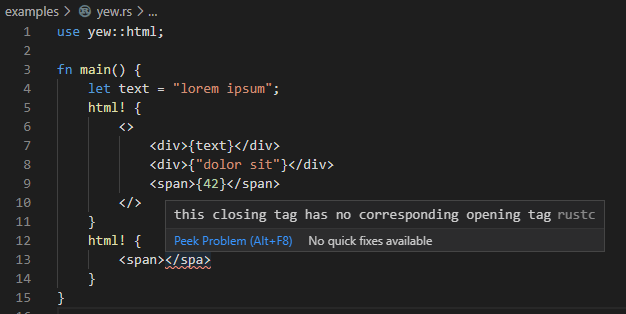 examples > yew.rs > ...
1 use yew::html;
2
3 fn main() {
4     let text = "lorem ipsum";
5     html! {
6         <>
7             <div>{text}</div>
8             <div>{"dolor sit"}</div>
9             <span>{42}</span>
10         </>
this closing tag has no corresponding opening tag rustc
11     }
Peek Problem (Alt+F8) No quick fixes available
12     html! {
13         <span></spa>
14     }
15 }
16